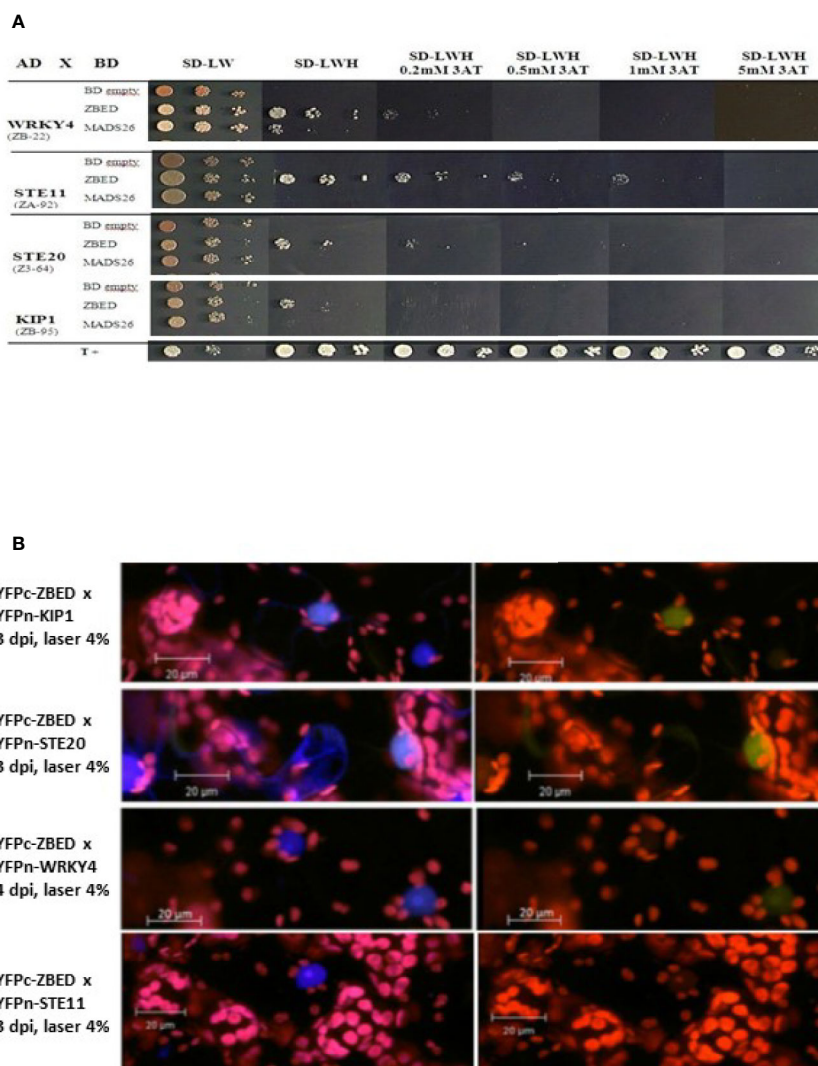 A
AD X BD SD-LW SD-LWH SD-LWH 0.2mM 3AT SD-LWH 0.5mM 3AT SD-LWH 1mM 3AT SD-LWH 5mM 3AT
BD empty
ZBED
WRKY4
MADS26
(ZB-22)
BD empty
ZBED
STE11
MADS26
(ZA-92)
BD empty
ZBED
STE20
MADS26
(Z3-64)
BD empty
ZBED
KIP1
MADS26
(ZB-95)
T +
B
YFPc-ZBED x
YFPn-KIP1
3 dpi, laser 4%
20 µm
20 µm
YFPc-ZBED x
YFPn-STE20
3 dpi, laser 4%
20 µm
20 µm
YFPc-ZBED x
YFPn-WRKY4
4 dpi, laser 4%
20 µm
20 µm
YFPc-ZBED x
YFPn-STE11
3 dpi, laser 4%
20 µm
20 µm